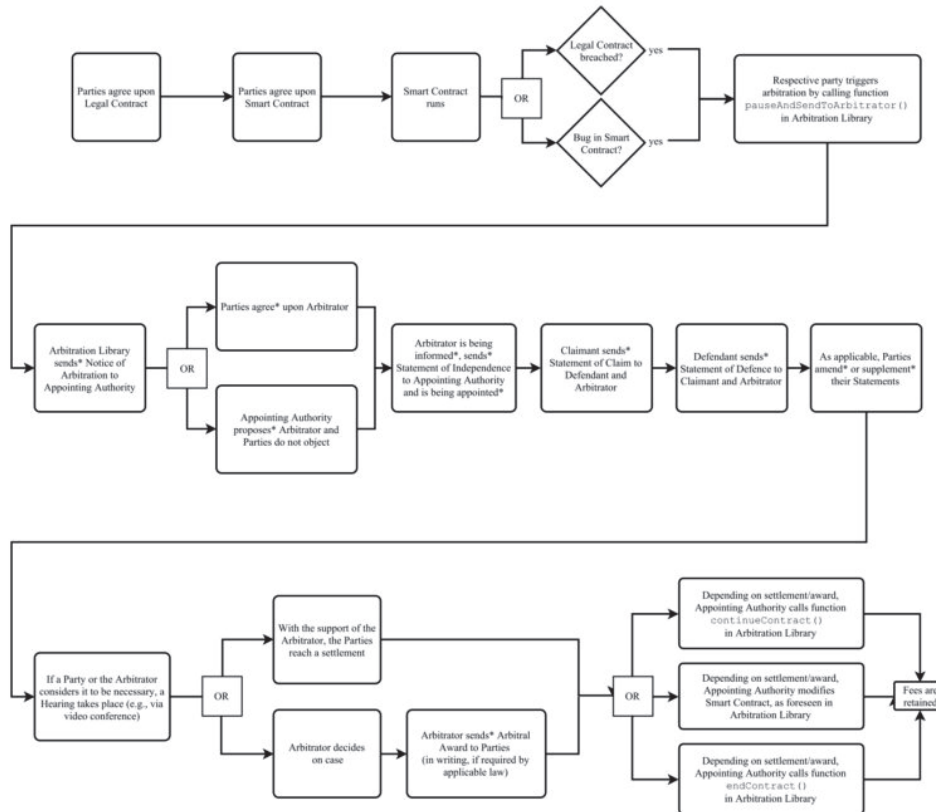 Parties agree upon
Legal Contract
Parties agree upon
Smart Contract
Smart Contract
runs
OR
Legal Contract
breached?
yes
Bug in Smart
Contract?
yes
Respective party triggers
arbitration by calling function
pauseAndSendToArbitrator()
in Arbitration Library
Arbitration Library
sends* Notice of
Arbitration to
Appointing Authority
OR
Parties agree* upon Arbitrator
Appointing Authority
proposes* Arbitrator and
Parties do not object
Arbitrator is being
informed*, sends*
Statement of Independence
to Appointing Authority
and is being appointed*
Claimant sends*
Statement of Claim to
Defendant and
Arbitrator
Defendant sends*
Statement of Defence to
Claimant and Arbitrator
As applicable, Parties
amend* or supplement*
their Statements
If a Party or the Arbitrator
considers it to be necessary, a
Hearing takes place (e.g., via
video conference)
OR
With the support of the
Arbitrator, the Parties
reach a settlement
Arbitrator decides
on case
Arbitrator sends* Arbitral
Award to Parties
(in writing, if required by
applicable law)
OR
Depending on settlement/award,
Appointing Authority calls function
continueContract()
in Arbitration Library
Depending on settlement/award,
Appointing Authority modifies
Smart Contract, as foreseen in
Arbitration Library
Depending on settlement/award,
Appointing Authority calls function
endContract()
in Arbitration Library
Fees are
retained